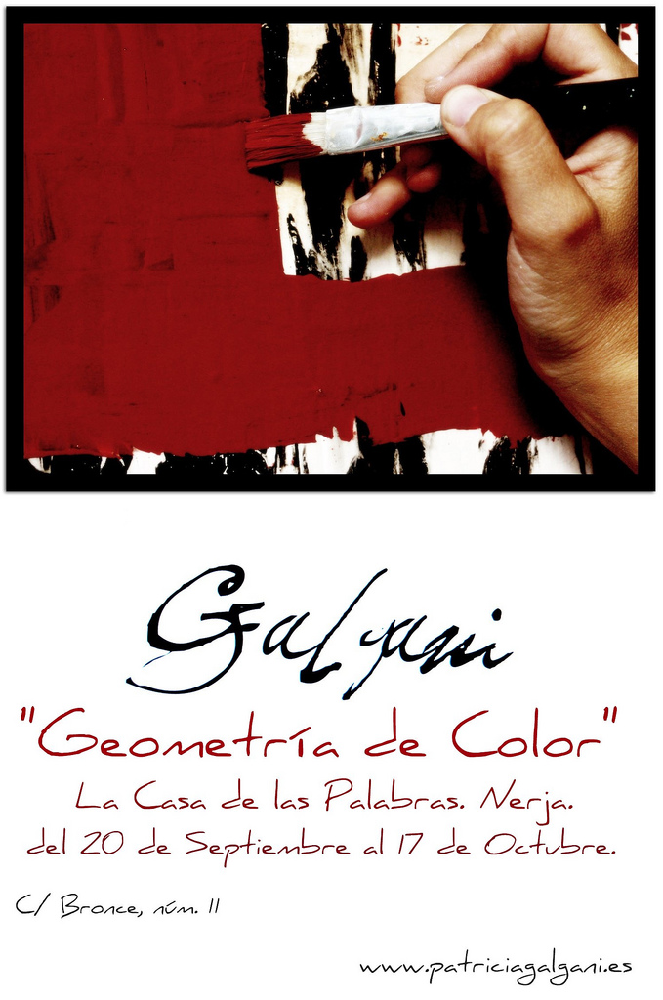 Galgani
"Geometría de Color"
La Casa de las Palabras. Nerja.
del 20 de Septiembre al 17 de Octubre.
C/ Bronce, núm. 11
www.patriciagalgani.es